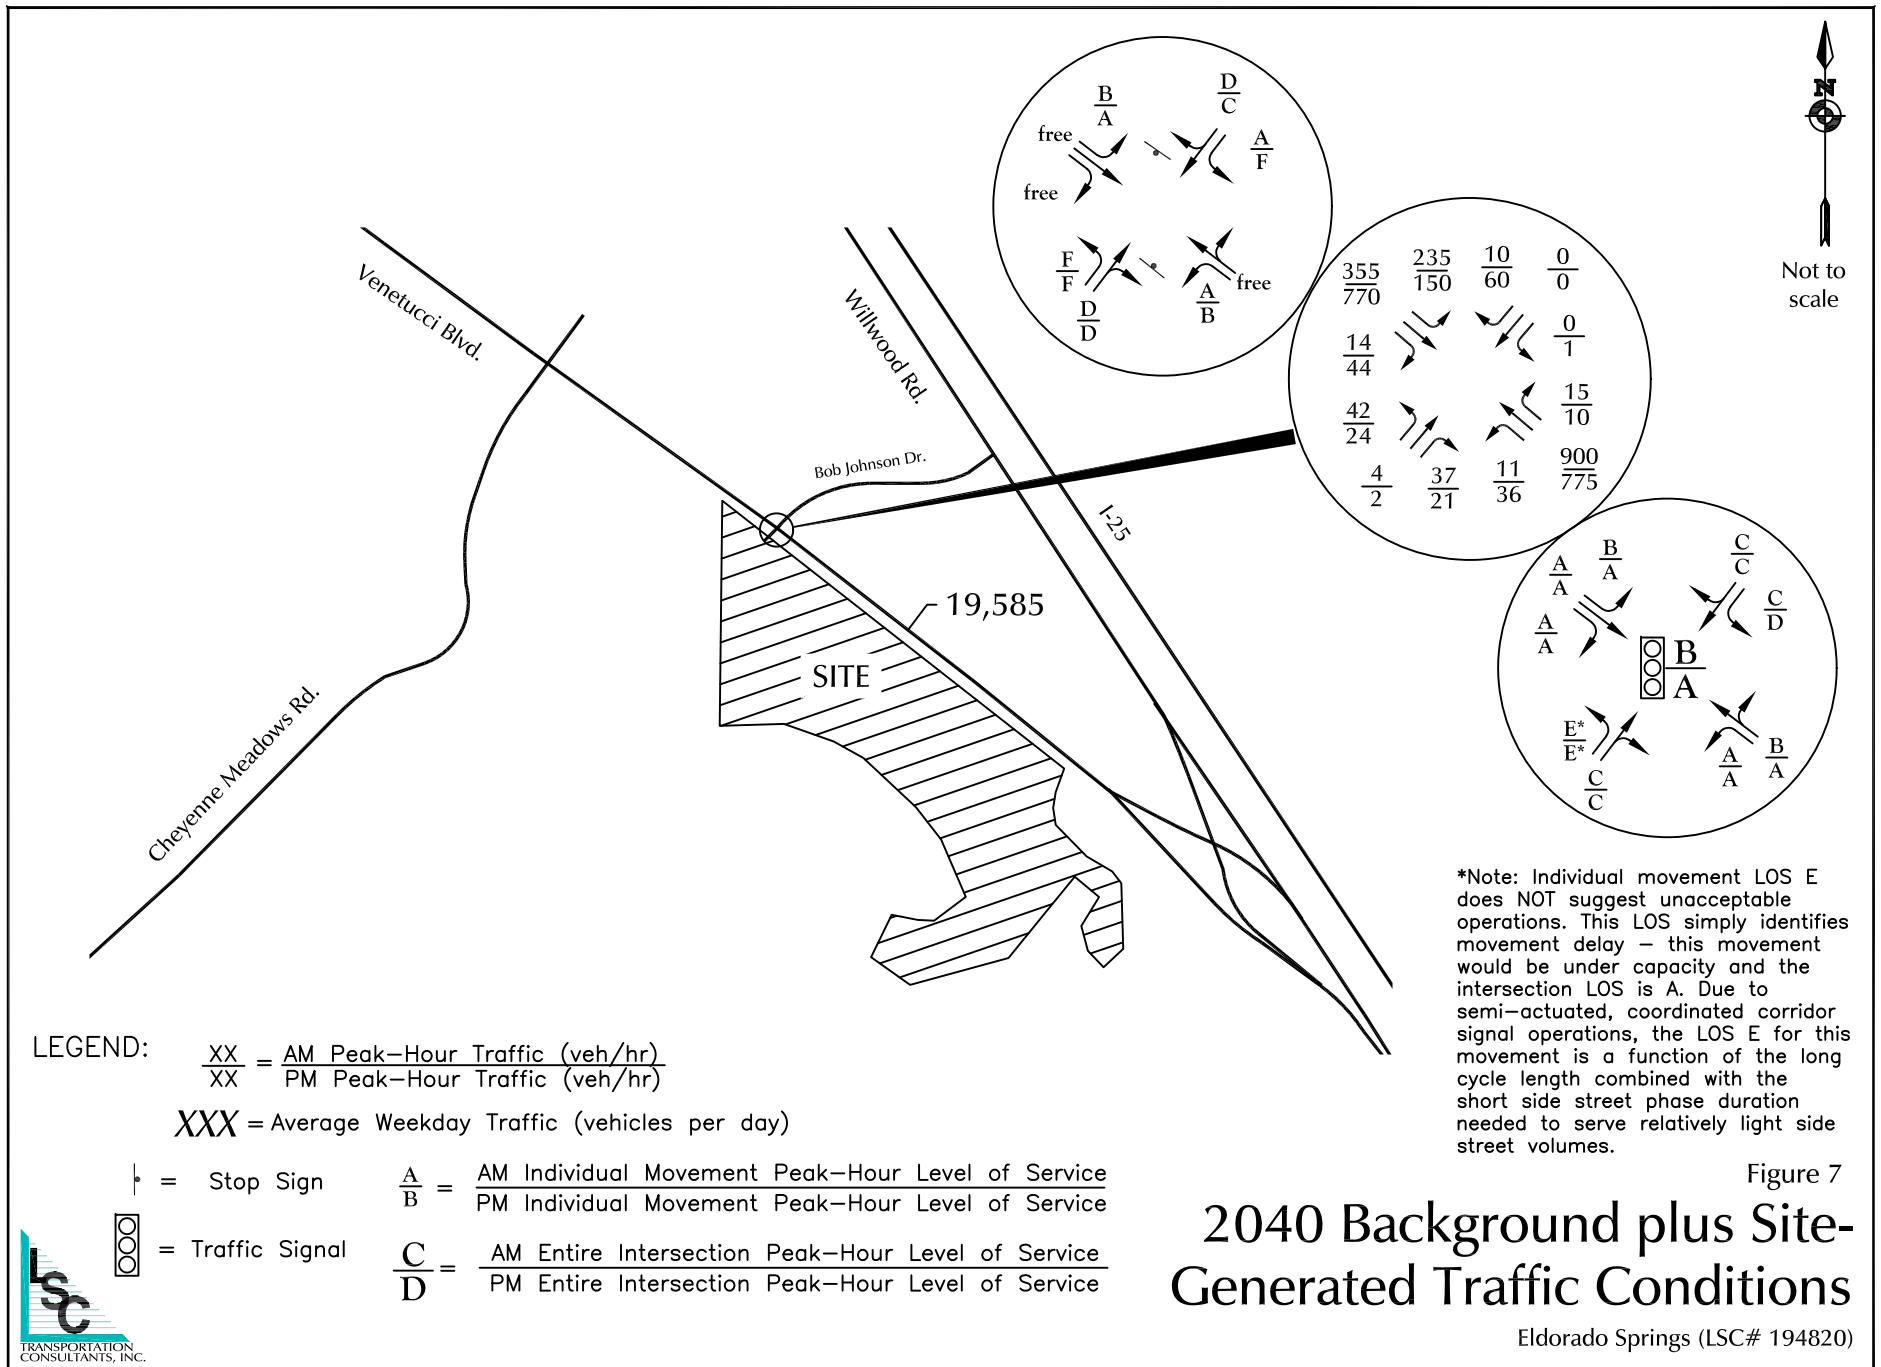 N
Not to
scale
B
A
D
C
free
A
F
free
F
F
D
D
A
B
free
355
770
235
150
10
60
0
0
14
44
0
1
42
24
15
10
4
2
37
21
11
36
900
775
A
A
B
A
C
C
A
A
C
D
B
A
E*
E*
C
C
A
A
B
A
Venetucci Blvd.
Willwood Rd.
Bob Johnson Dr.
I-25
19,585
SITE
Cheyenne Meadows Rd.
*Note: Individual movement LOS E
does NOT suggest unacceptable
operations. This LOS simply identifies
movement delay – this movement
would be under capacity and the
intersection LOS is A. Due to
semi-actuated, coordinated corridor
signal operations, the LOS E for this
movement is a function of the long
cycle length combined with the
short side street phase duration
needed to serve relatively light side
street volumes.
LEGEND:
XX
XX
=
AM Peak-Hour Traffic (veh/hr)
PM Peak-Hour Traffic (veh/hr)
XXX = Average Weekday Traffic (vehicles per day)
= Stop Sign
A
B
=
AM Individual Movement Peak-Hour Level of Service
PM Individual Movement Peak-Hour Level of Service
= Traffic Signal
C
D
=
AM Entire Intersection Peak-Hour Level of Service
PM Entire Intersection Peak-Hour Level of Service
LSC
TRANSPORTATION
CONSULTANTS, INC.
Figure 7
2040 Background plus Site-
Generated Traffic Conditions
Eldorado Springs (LSC# 194820)